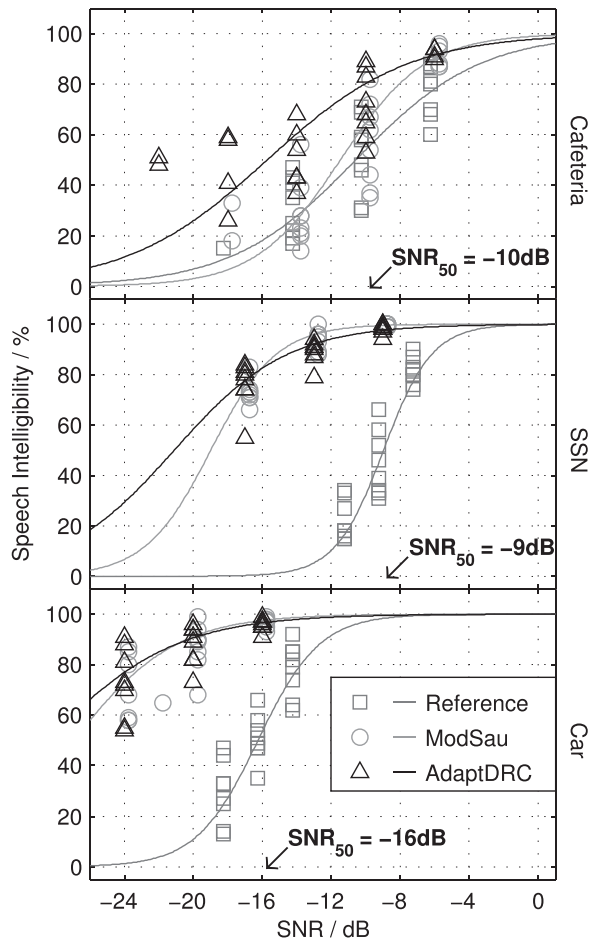 100
80
60
40
20
0
SNR50 = −10dB
Cafeteria
100
80
60
40
20
0
SNR50 = −9dB
SSN
Speech Intelligibility / %
100
80
60
40
20
0
Reference
ModSau
AdaptDRC
SNR50 = −16dB
Car
−24 −20 −16 −12 −8 −4 0
SNR / dB